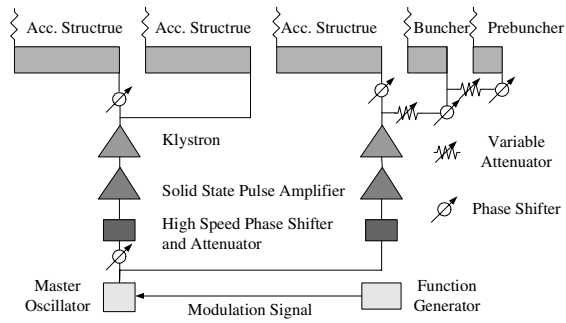 Acc. Structrue
Acc. Structrue
Acc. Structrue
Buncher
Prebuncher
Klystron
Variable
Attenuator
Solid State Pulse Amplifier
Phase Shifter
High Speed Phase Shifter
and Attenuator
Master
Oscillator
Modulation Signal
Function
Generator